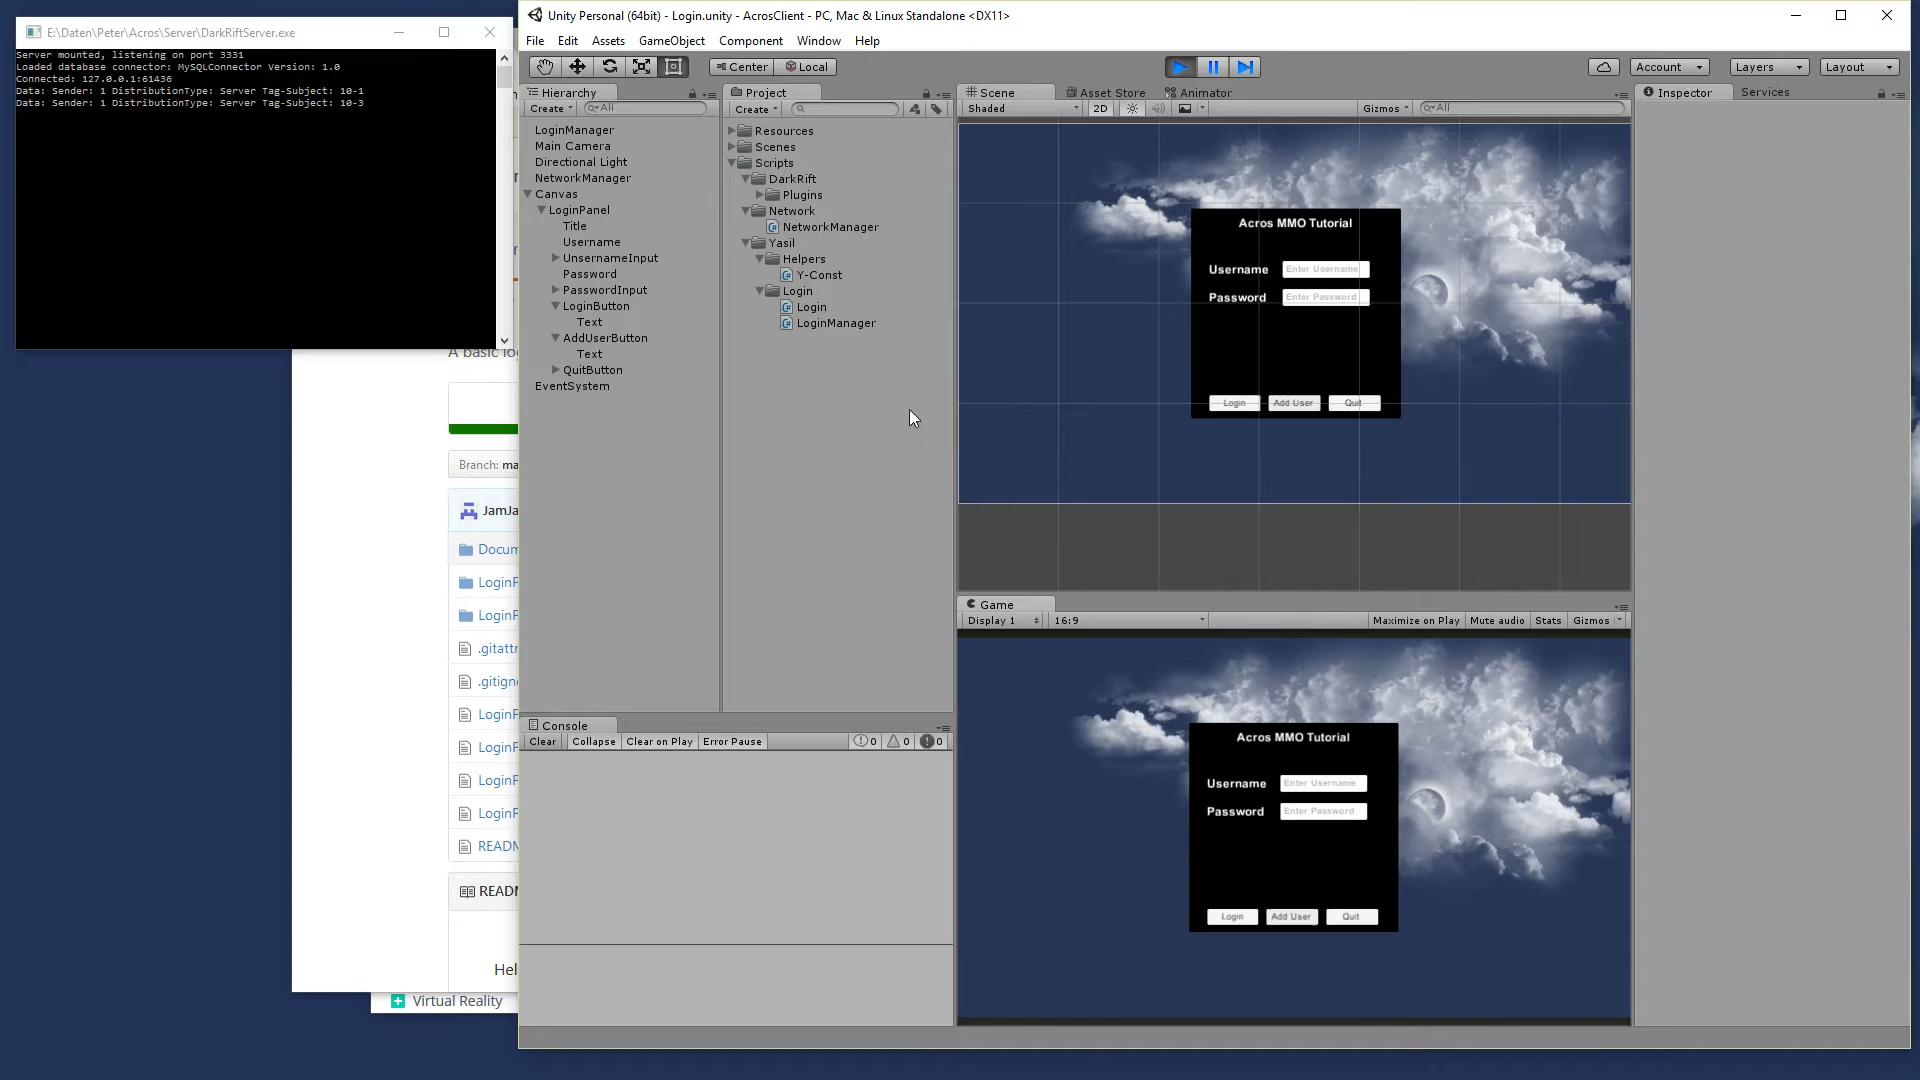 E:\Daten\Peter\Acros\Server\DarkRiftServer.exe
Server mounted, listening on port 3331
Loaded database connector: MySQLConnector Version: 1.0
Connected: 127.0.0.1:61436
Data: Sender: 1 DistributionType: Server Tag-Subject: 10-1
Data: Sender: 1 DistributionType: Server Tag-Subject: 10-3
A basic lo
Branch: ma
JamJa
Docum
LoginP
LoginP
.gitattr
.gitign
LoginP
LoginP
LoginP
LoginP
READM
READM
Hel
Virtual Reality
Unity Personal (64bit) - Login.unity - AcrosClient - PC, Mac & Linux Standalone <DX11>
File Edit Assets GameObject Component Window Help
Center Local
Account Layers Layout
Hierarchy
Create All
LoginManager
Main Camera
Directional Light
NetworkManager
Canvas
LoginPanel
Title
Username
UnsernameInput
Password
PasswordInput
LoginButton
Text
AddUserButton
Text
QuitButton
EventSystem
Project
Create
Resources
Scenes
Scripts
DarkRift
Plugins
Network
NetworkManager
Yasil
Helpers
Y-Const
Login
Login
LoginManager
Console
Clear Collapse Clear on Play Error Pause 0 0 0
Scene Asset Store Animator
Shaded 2D Gizmos All
Acros MMO Tutorial
Username Enter Username
Password Enter Password
Login Add User Quit
Game
Display 1 16:9 Maximize on Play Mute audio Stats Gizmos
Acros MMO Tutorial
Username Enter Username
Password Enter Password
Login Add User Quit
Inspector Services